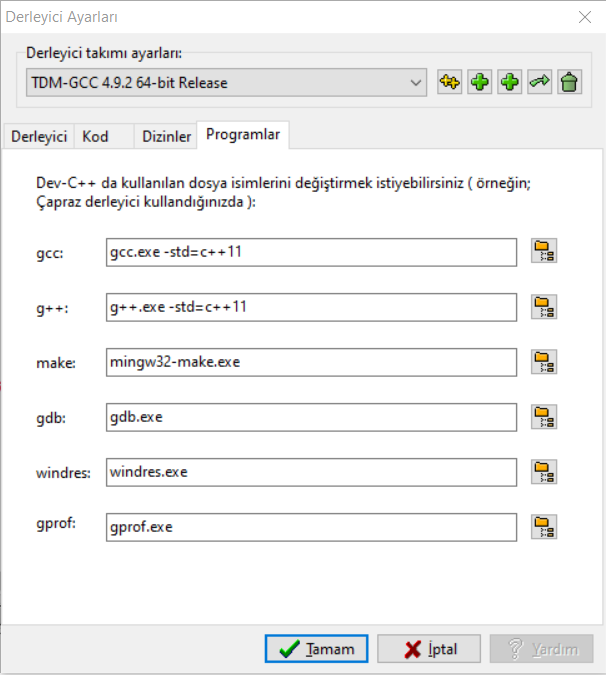 Derleyici Ayarları
Derleyici takımı ayarları:
TDM-GCC 4.9.2 64-bit Release
Derleyici Kod Dizinler Programlar
Dev-C++ da kullanılan dosya isimlerini değiştirmek istiyebilirsiniz ( örneğin;
Çapraz derleyici kullandığınızda ):
gcc: gcc.exe -std=c++11
g++: g++.exe -std=c++11
make: mingw32-make.exe
gdb: gdb.exe
windres: windres.exe
gprof: gprof.exe
Tamam İptal Yardım